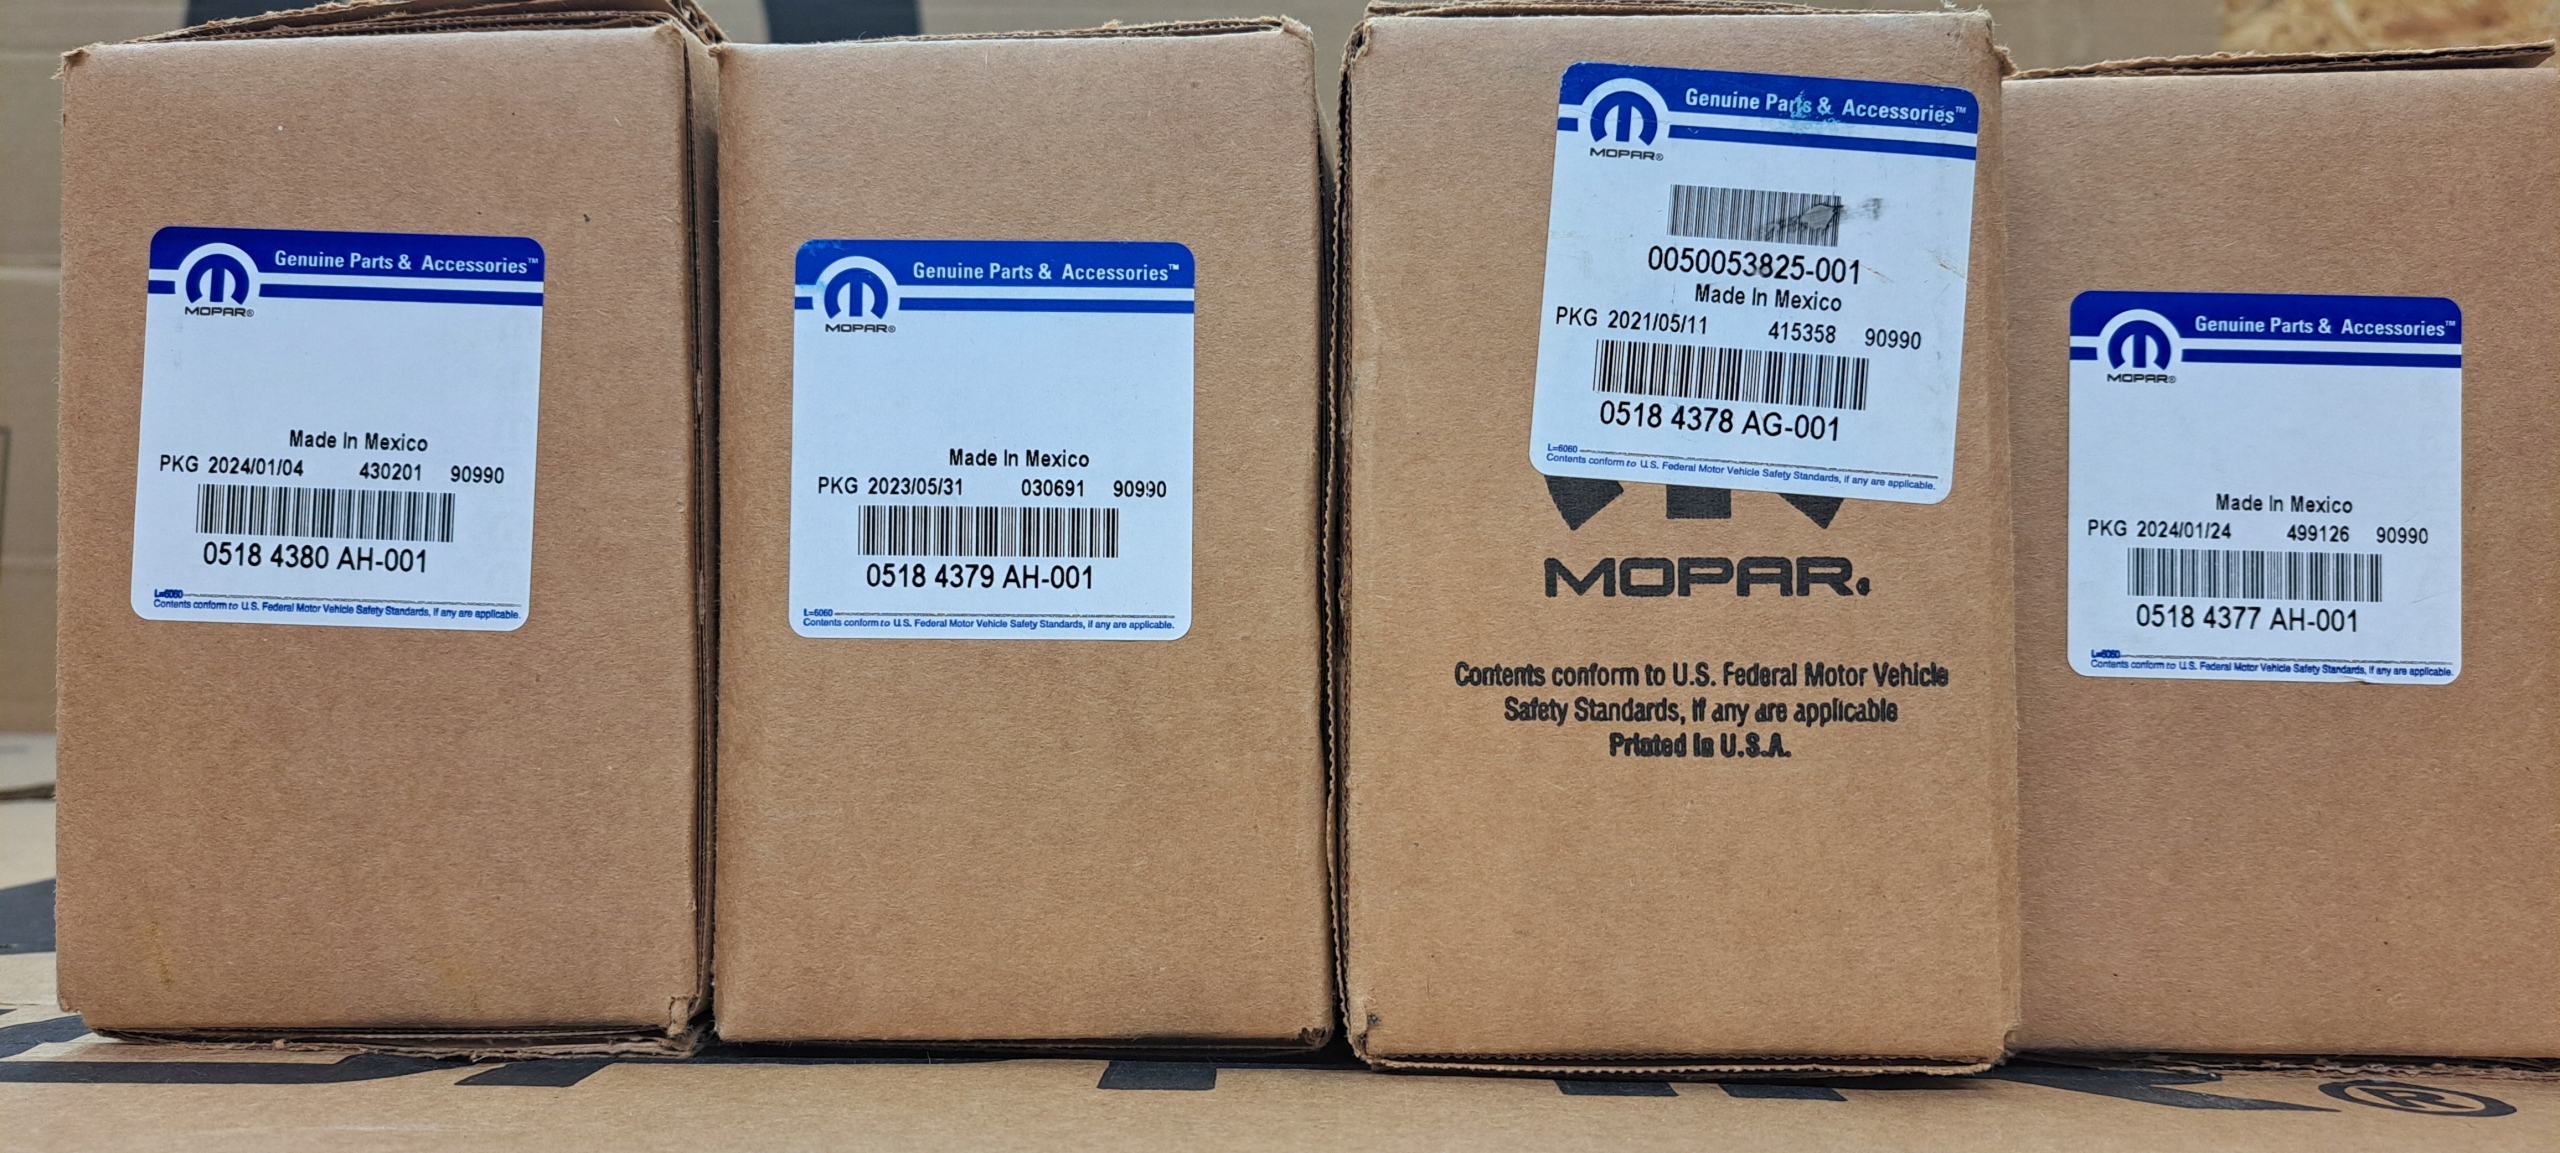 Genuine Parts & Accessories™
MOPAR®
Made In Mexico
PKG 2024/01/04 430201 90990
0518 4380 AH-001
L=6060
Contents conform to U.S. Federal Motor Vehicle Safety Standards, if any are applicable.
Genuine Parts & Accessories™
MOPAR®
Made In Mexico
PKG 2023/05/31 030691 90990
0518 4379 AH-001
L=6060
Contents conform to U.S. Federal Motor Vehicle Safety Standards, if any are applicable.
Genuine Parts & Accessories™
MOPAR®
0050053825-001
Made In Mexico
PKG 2021/05/11 415358 90990
0518 4378 AG-001
L=6060
Contents conform to U.S. Federal Motor Vehicle Safety Standards, if any are applicable.
MOPAR.
Contents conform to U.S. Federal Motor Vehicle
Safety Standards, if any are applicable
Printed in U.S.A.
Genuine Parts & Accessories™
MOPAR®
Made In Mexico
PKG 2024/01/24 499126 90990
0518 4377 AH-001
L=6060
Contents conform to U.S. Federal Motor Vehicle Safety Standards, if any are applicable.
®